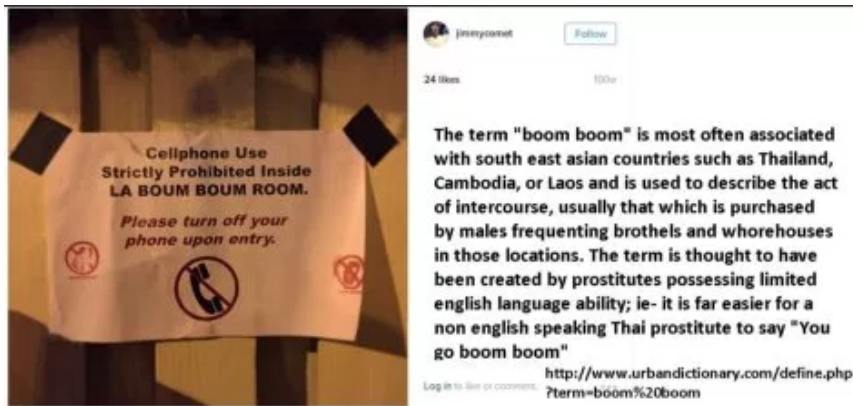 Cellphone Use
Strictly Prohibited Inside
LA BOUM BOUM ROOM.
Please turn off your
phone upon entry.
jimmycomet
Follow
24 likes
100w
The term "boom boom" is most often associated
with south east asian countries such as Thailand,
Cambodia, or Laos and is used to describe the act
of intercourse, usually that which is purchased
by males frequenting brothels and whorehouses
in those locations. The term is thought to have
been created by prostitutes possessing limited
english language ability; ie- it is far easier for a
non english speaking Thai prostitute to say "You
go boom boom"
http://www.urbandictionary.com/define.php
?term=boom%20boom
Log in to like or comment.